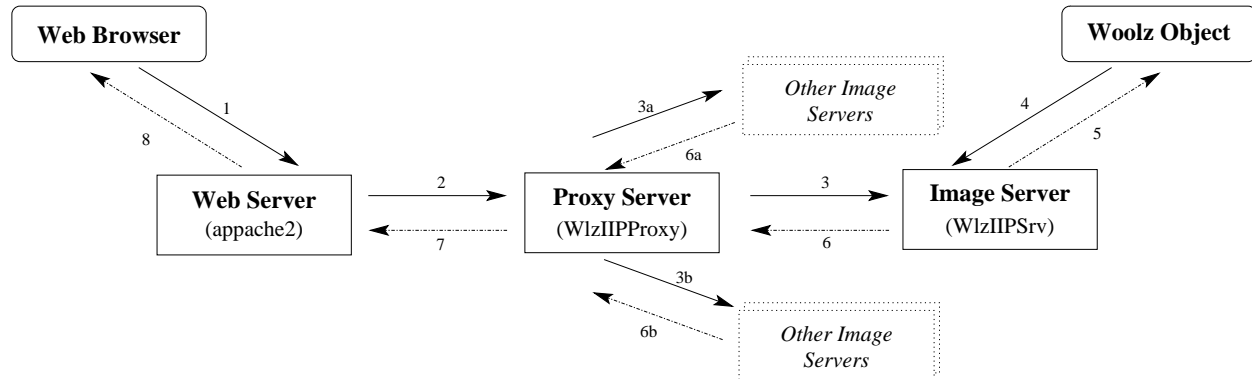 Web Browser
Woolz Object
Other Image
Servers
1
8
3a
6a
4
5
Web Server
(appache2)
2
7
Proxy Server
(WlzIIPProxy)
3
6
Image Server
(WlzIIPSrv)
3b
6b
Other Image
Servers